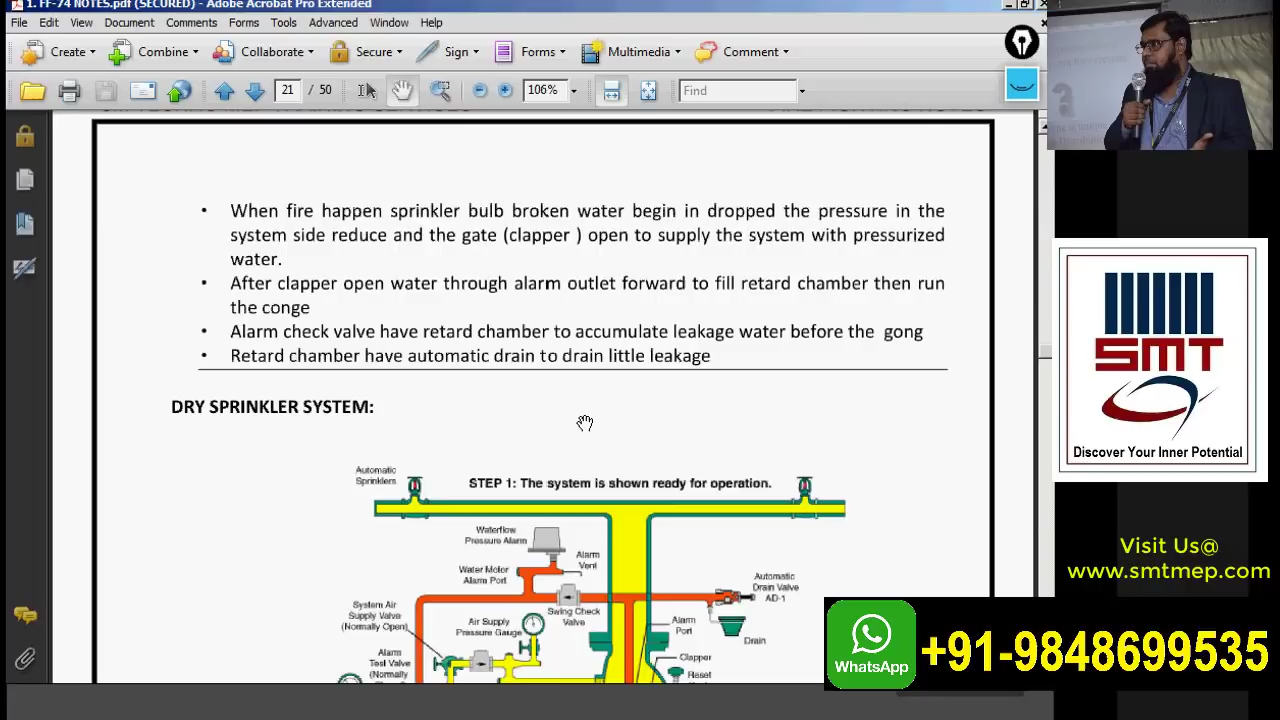 1. FF-74 NOTES.pdf (SECURED) - Adobe Acrobat Pro Extended
File Edit View Document Comments Forms Tools Advanced Window Help
Create Combine Collaborate Secure Sign Forms Multimedia Comment
21 / 50 106% Find
• When fire happen sprinkler bulb broken water begin in dropped the pressure in the
system side reduce and the gate (clapper ) open to supply the system with pressurized
water.
• After clapper open water through alarm outlet forward to fill retard chamber then run
the conge
• Alarm check valve have retard chamber to accumulate leakage water before the gong
• Retard chamber have automatic drain to drain little leakage
DRY SPRINKLER SYSTEM:
Automatic
Sprinklers
STEP 1: The system is shown ready for operation.
Waterflow
Pressure Alarm
Alarm
Vent
Water Motor
Alarm Port
Automatic
Drain Valve
AD-1
System Air
Supply Valve
(Normally Open)
Swing Check
Valve
Air Supply
Pressure Gauge
Alarm
Port
Drain
Alarm
Test Valve
(Normally
Clapper
Reset
SMT
Discover Your Inner Potential
Visit Us@
www.smtmep.com
WhatsApp
+91-9848699535